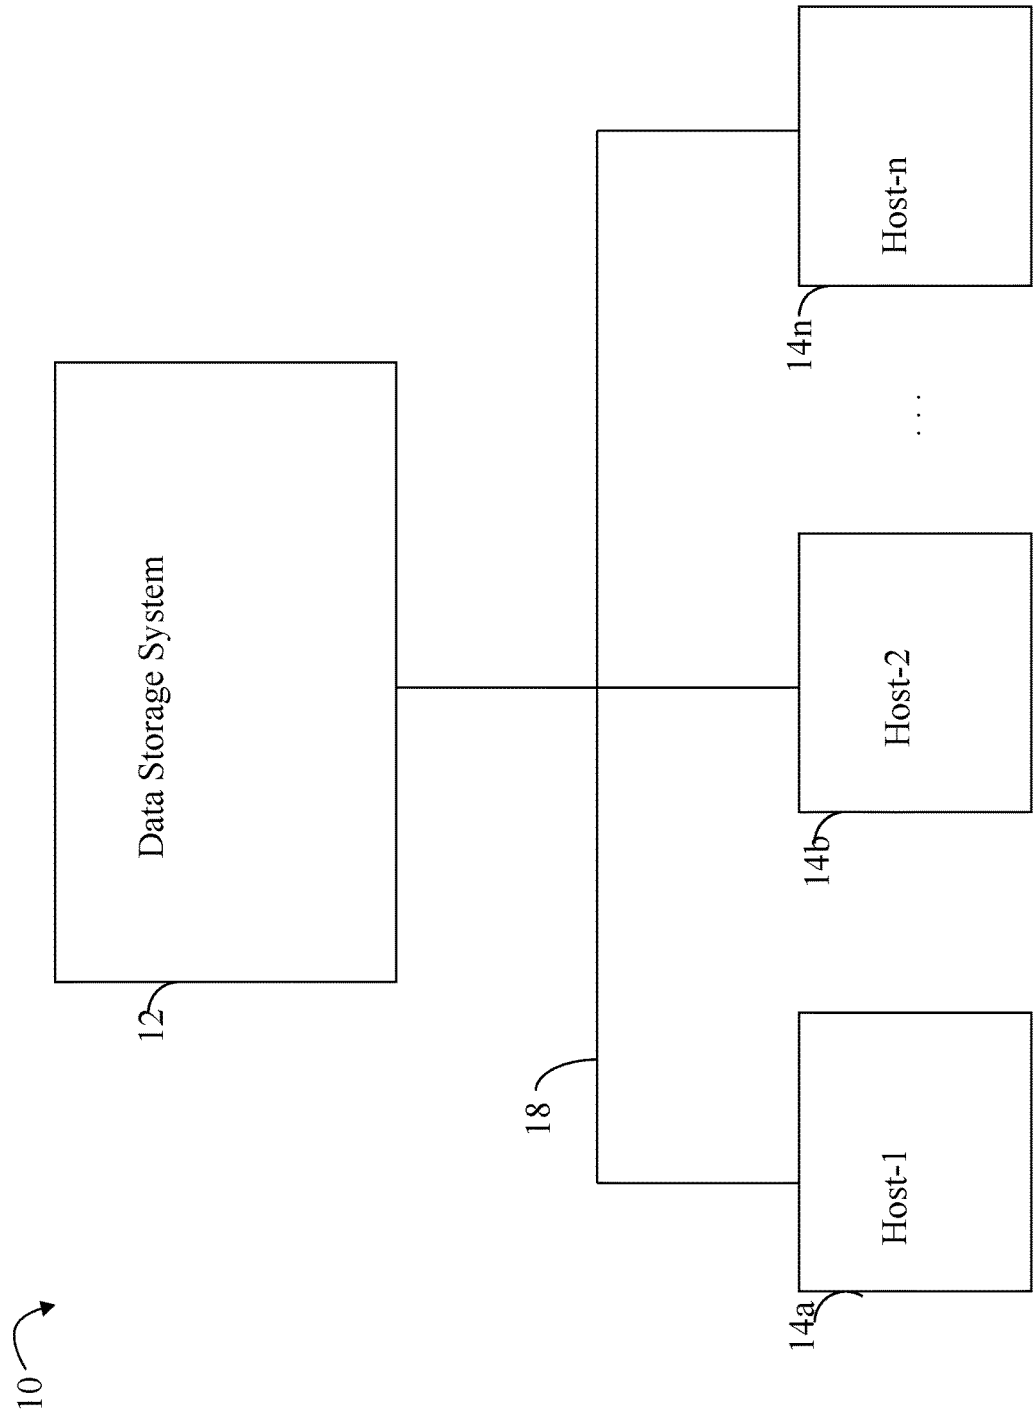 10
12
Data Storage System
18
14a
Host-1
14b
Host-2
. . .
14n
Host-n